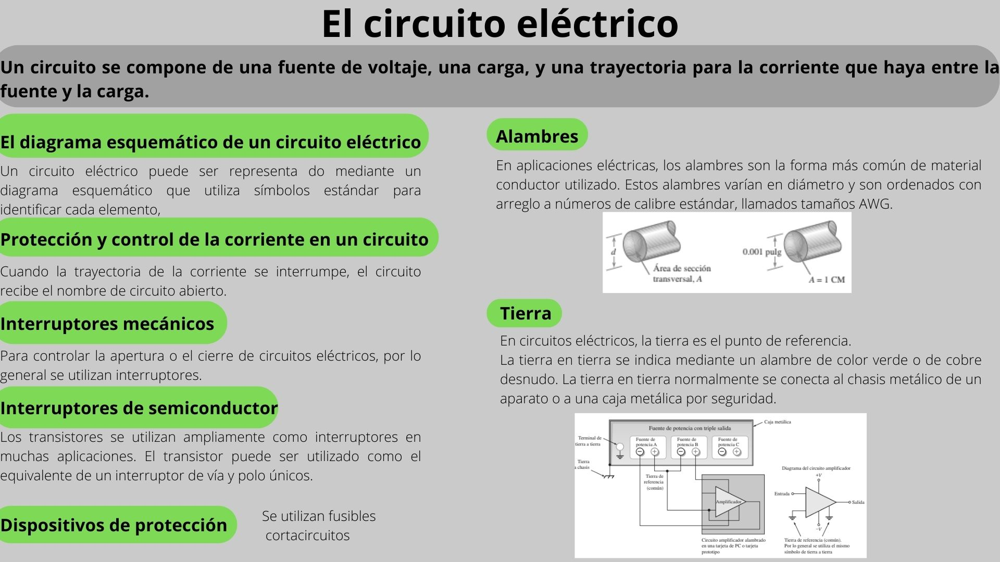 El circuito eléctrico
Un circuito se compone de una fuente de voltaje, una carga, y una trayectoria para la corriente que haya entre la
fuente y la carga.
El diagrama esquemático de un circuito eléctrico
Un circuito eléctrico puede ser representa do mediante un
diagrama esquemático que utiliza símbolos estándar para
identificar cada elemento,
Protección y control de la corriente en un circuito
Cuando la trayectoria de la corriente se interrumpe, el circuito
recibe el nombre de circuito abierto.
Interruptores mecánicos
Para controlar la apertura o el cierre de circuitos eléctricos, por lo
general se utilizan interruptores.
Interruptores de semiconductor
Los transistores se utilizan ampliamente como interruptores en
muchas aplicaciones. El transistor puede ser utilizado como el
equivalente de un interruptor de vía y polo únicos.
Dispositivos de protección
Se utilizan fusibles
cortacircuitos
Alambres
En aplicaciones eléctricas, los alambres son la forma más común de material
conductor utilizado. Estos alambres varían en diámetro y son ordenados con
arreglo a números de calibre estándar, llamados tamaños AWG.
d
Área de sección
transversal, A
0.001 pulg
A = 1 CM
Tierra
En circuitos eléctricos, la tierra es el punto de referencia.
La tierra en tierra se indica mediante un alambre de color verde o de cobre
desnudo. La tierra en tierra normalmente se conecta al chasis metálico de un
aparato o a una caja metálica por seguridad.
Caja metálica
Fuente de potencia con triple salida
Terminal de
tierra a tierra
Fuente de
potencia A
− +
Fuente de
potencia B
− +
Fuente de
potencia C
− +
Tierra
a chasis
Tierra de
referencia
(común)
Amplificador
Circuito amplificador alambrado
en una tarjeta de PC o tarjeta
prototipo
Diagrama del circuito amplificador
+V
Entrada
Salida
−V
Tierra de referencia (común).
Por lo general se utiliza el mismo
símbolo de tierra a tierra